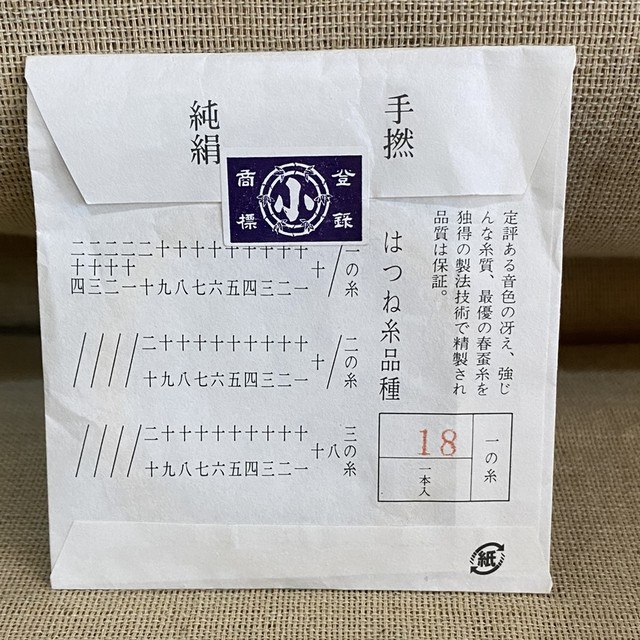 手撚
純絹
登録
商標
小
定評ある音色の冴え、強じ
んな糸質、最優の春蚕糸を
独得の製法技術で精製され
品質は保証。
はつね糸品種
一の糸 / 十 十一 十二 十三 十四 十五 十六 十七 十八 十九 二十 二十一 二十二 二十三 二十四
二の糸 / 十 十一 十二 十三 十四 十五 十六 十七 十八 十九 二十 / / / /
三の糸 八 十 十一 十二 十三 十四 十五 十六 十七 十八 十九 二十 / / / /
一の糸
18
一本入
紙